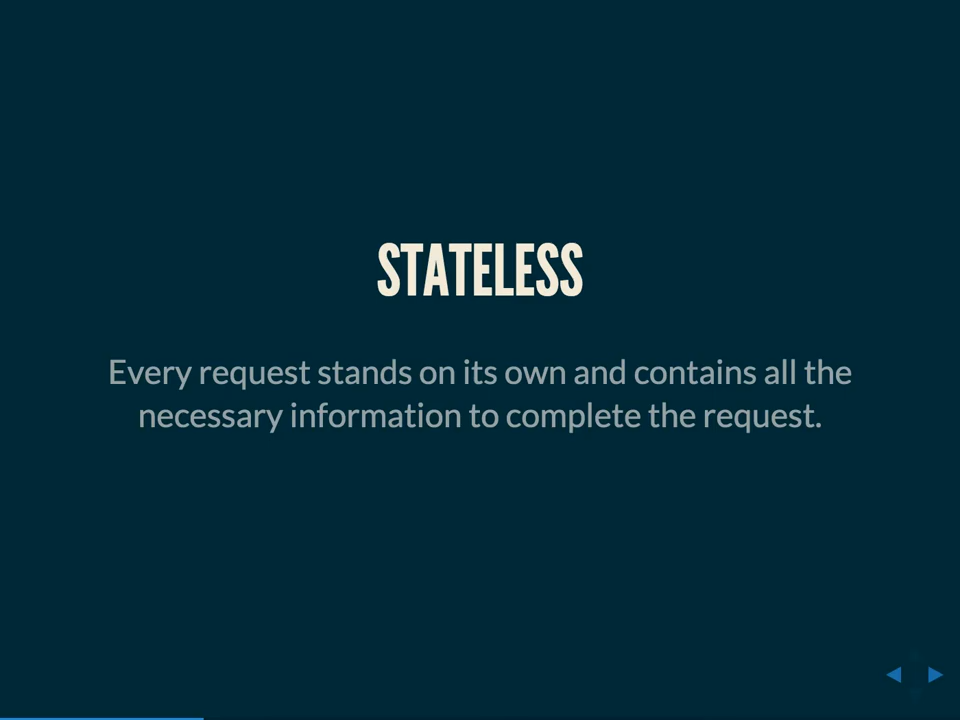 STATELESS
Every request stands on its own and contains all the
necessary information to complete the request.